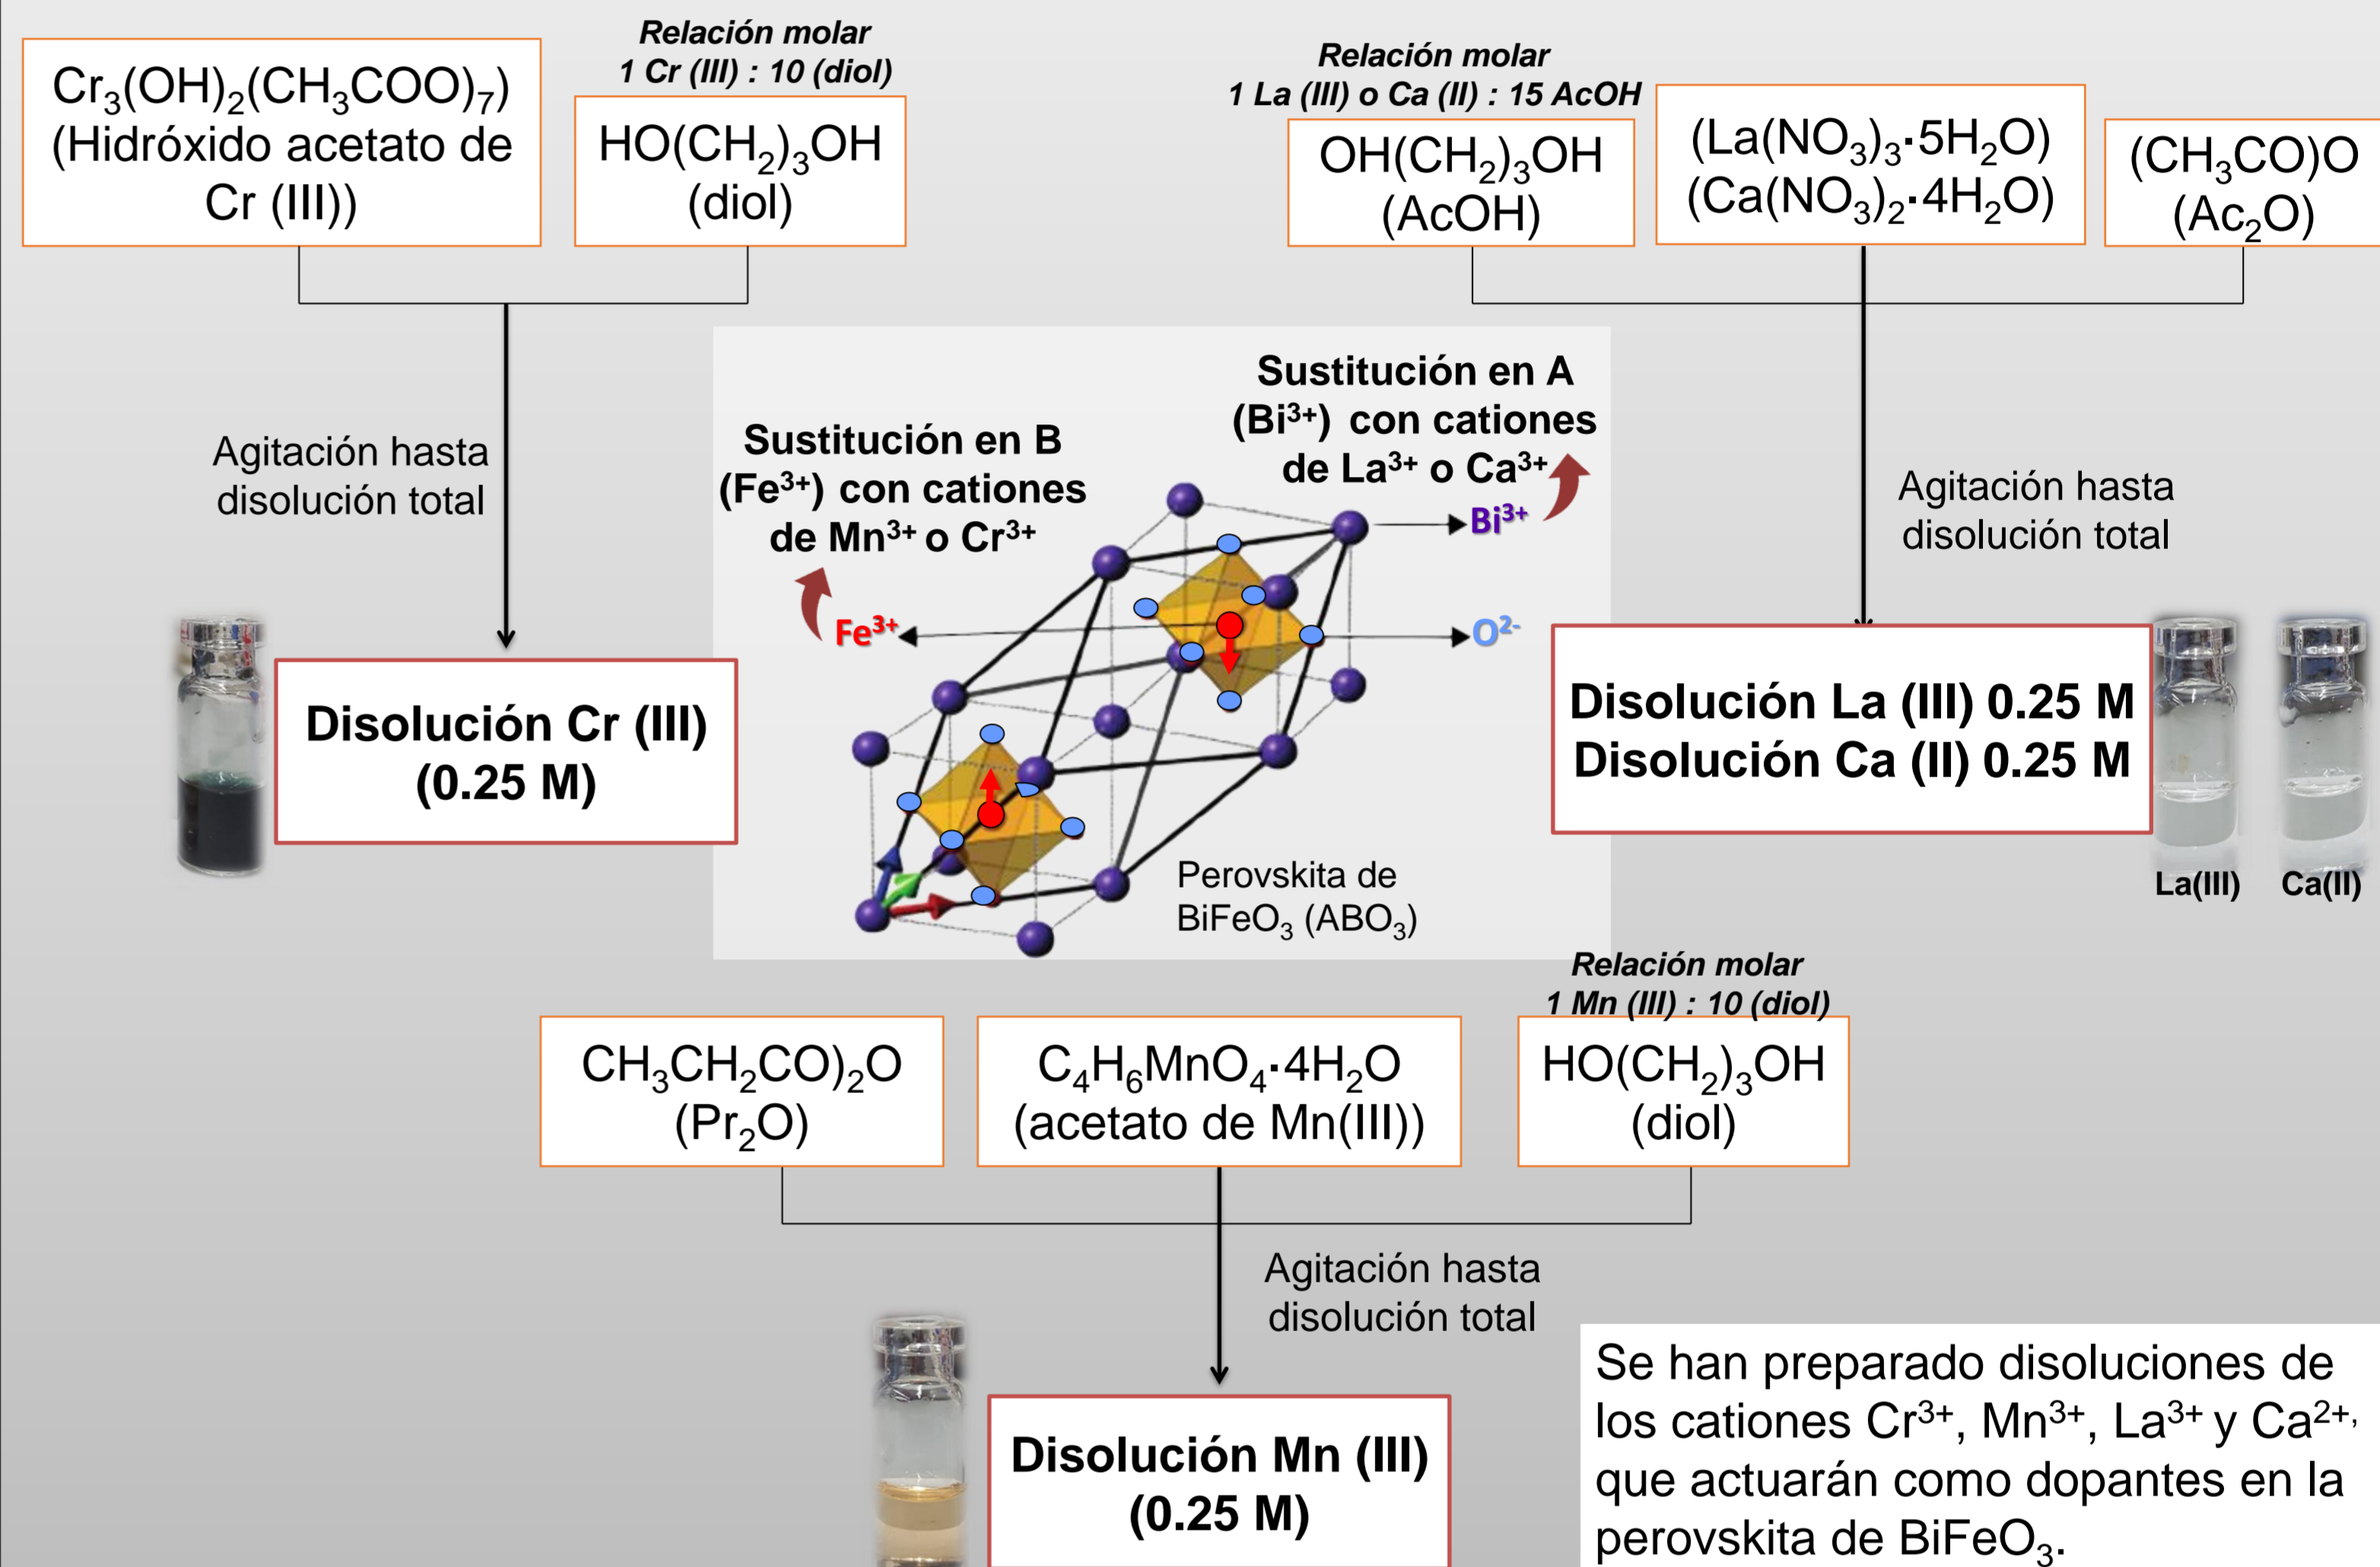 Relación molar
1 Cr (III) : 10 (diol)
Cr₃(OH)₂(CH₃COO)₇)
(Hidróxido acetato de
Cr (III))
HO(CH₂)₃OH
(diol)
Agitación hasta
disolución total
Disolución Cr (III)
(0.25 M)
Relación molar
1 La (III) o Ca (II) : 15 AcOH
OH(CH₂)₃OH
(AcOH)
(La(NO₃)₃·5H₂O)
(Ca(NO₃)₂·4H₂O)
(CH₃CO)O
(Ac₂O)
Agitación hasta
disolución total
Disolución La (III) 0.25 M
Disolución Ca (II) 0.25 M
La(III)
Ca(II)
Sustitución en B
(Fe³⁺) con cationes
de Mn³⁺ o Cr³⁺
Sustitución en A
(Bi³⁺) con cationes
de La³⁺ o Ca³⁺
Bi³⁺
Fe³⁺
O²⁻
Perovskita de
BiFeO₃ (ABO₃)
Relación molar
1 Mn (III) : 10 (diol)
CH₃CH₂CO)₂O
(Pr₂O)
C₄H₆MnO₄·4H₂O
(acetato de Mn(III))
HO(CH₂)₃OH
(diol)
Agitación hasta
disolución total
Disolución Mn (III)
(0.25 M)
Se han preparado disoluciones de
los cationes Cr³⁺, Mn³⁺, La³⁺ y Ca²⁺,
que actuarán como dopantes en la
perovskita de BiFeO₃.